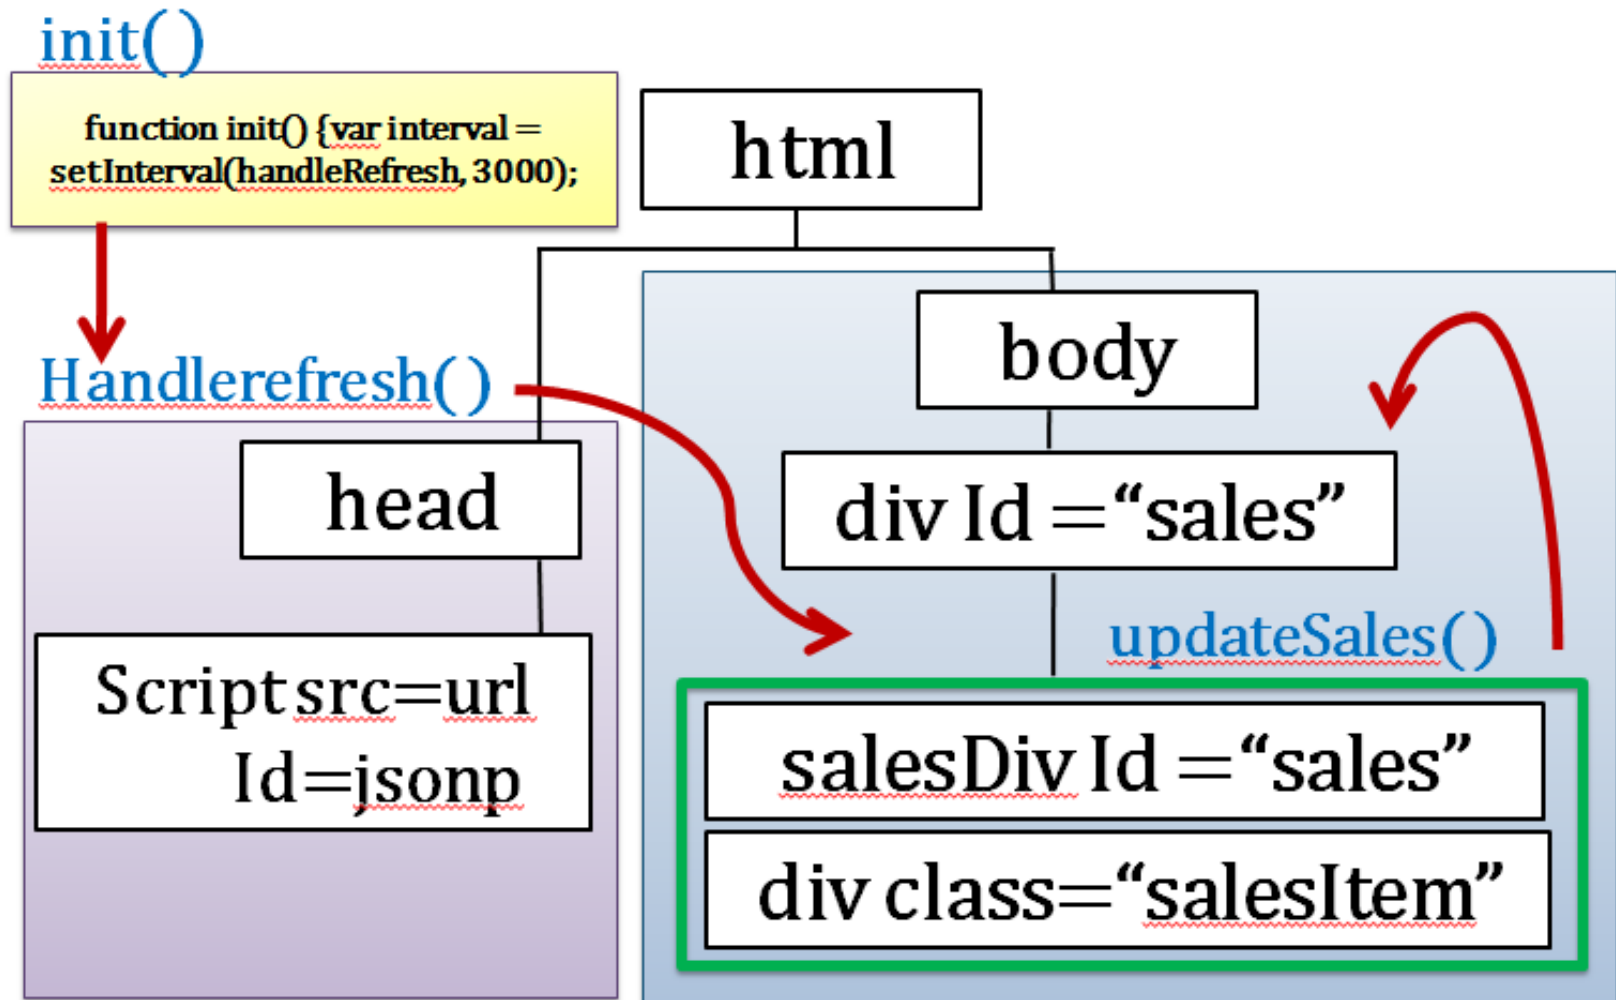 init()
function init() {var interval =
setInterval(handleRefresh, 3000);
html
body
Handlerefresh()
head
div Id =“sales”
updateSales()
Script src=url
Id=jsonp
salesDiv Id =“sales”
div class=“salesItem”